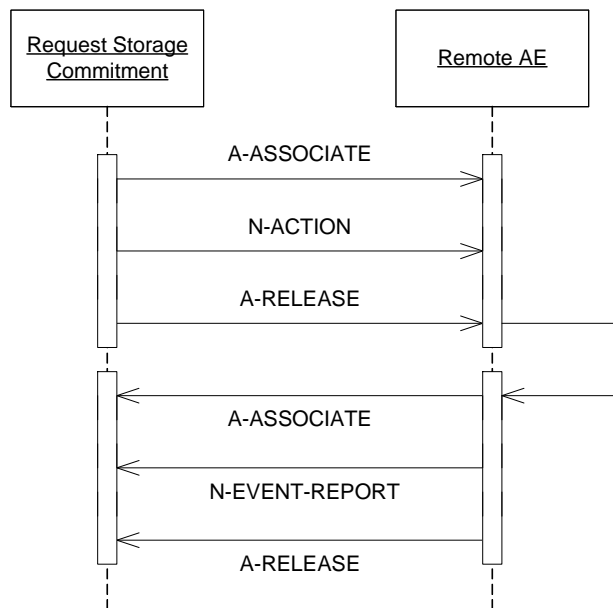 Request Storage
Commitment
Remote AE
A-ASSOCIATE
N-ACTION
A-RELEASE
A-ASSOCIATE
N-EVENT-REPORT
A-RELEASE